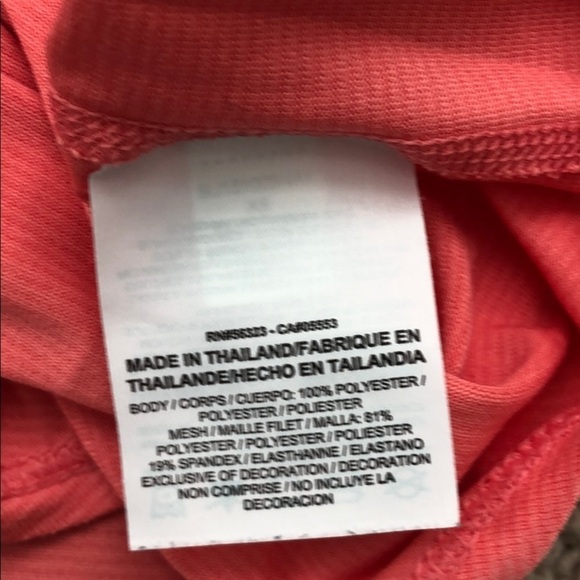 RN#56323 - CA#05553
MADE IN THAILAND/FABRIQUE EN
THAILANDE/HECHO EN TAILANDIA
BODY / CORPS / CUERPO: 100% POLYESTER /
POLYESTER / POLIESTER
MESH / MAILLE FILET / MALLA: 81%
POLYESTER / POLYESTER / POLIESTER
19% SPANDEX / ELASTHANNE / ELASTANO
EXCLUSIVE OF DECORATION / DECORATION
NON COMPRISE / NO INCLUYE LA
DECORACION